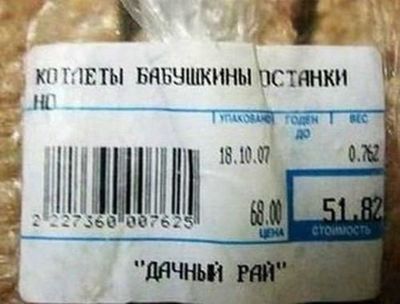 КОТЛЕТЫ БАБУШКИНЫ ОСТАНКИ
НО
УПАКОВАНО ГОДЕН ДО ВЕС
18.10.07 0.762
68.00 51.82
ЦЕНА СТОИМОСТЬ
2 227360 007625
"ДАЧНЫЙ РАЙ"